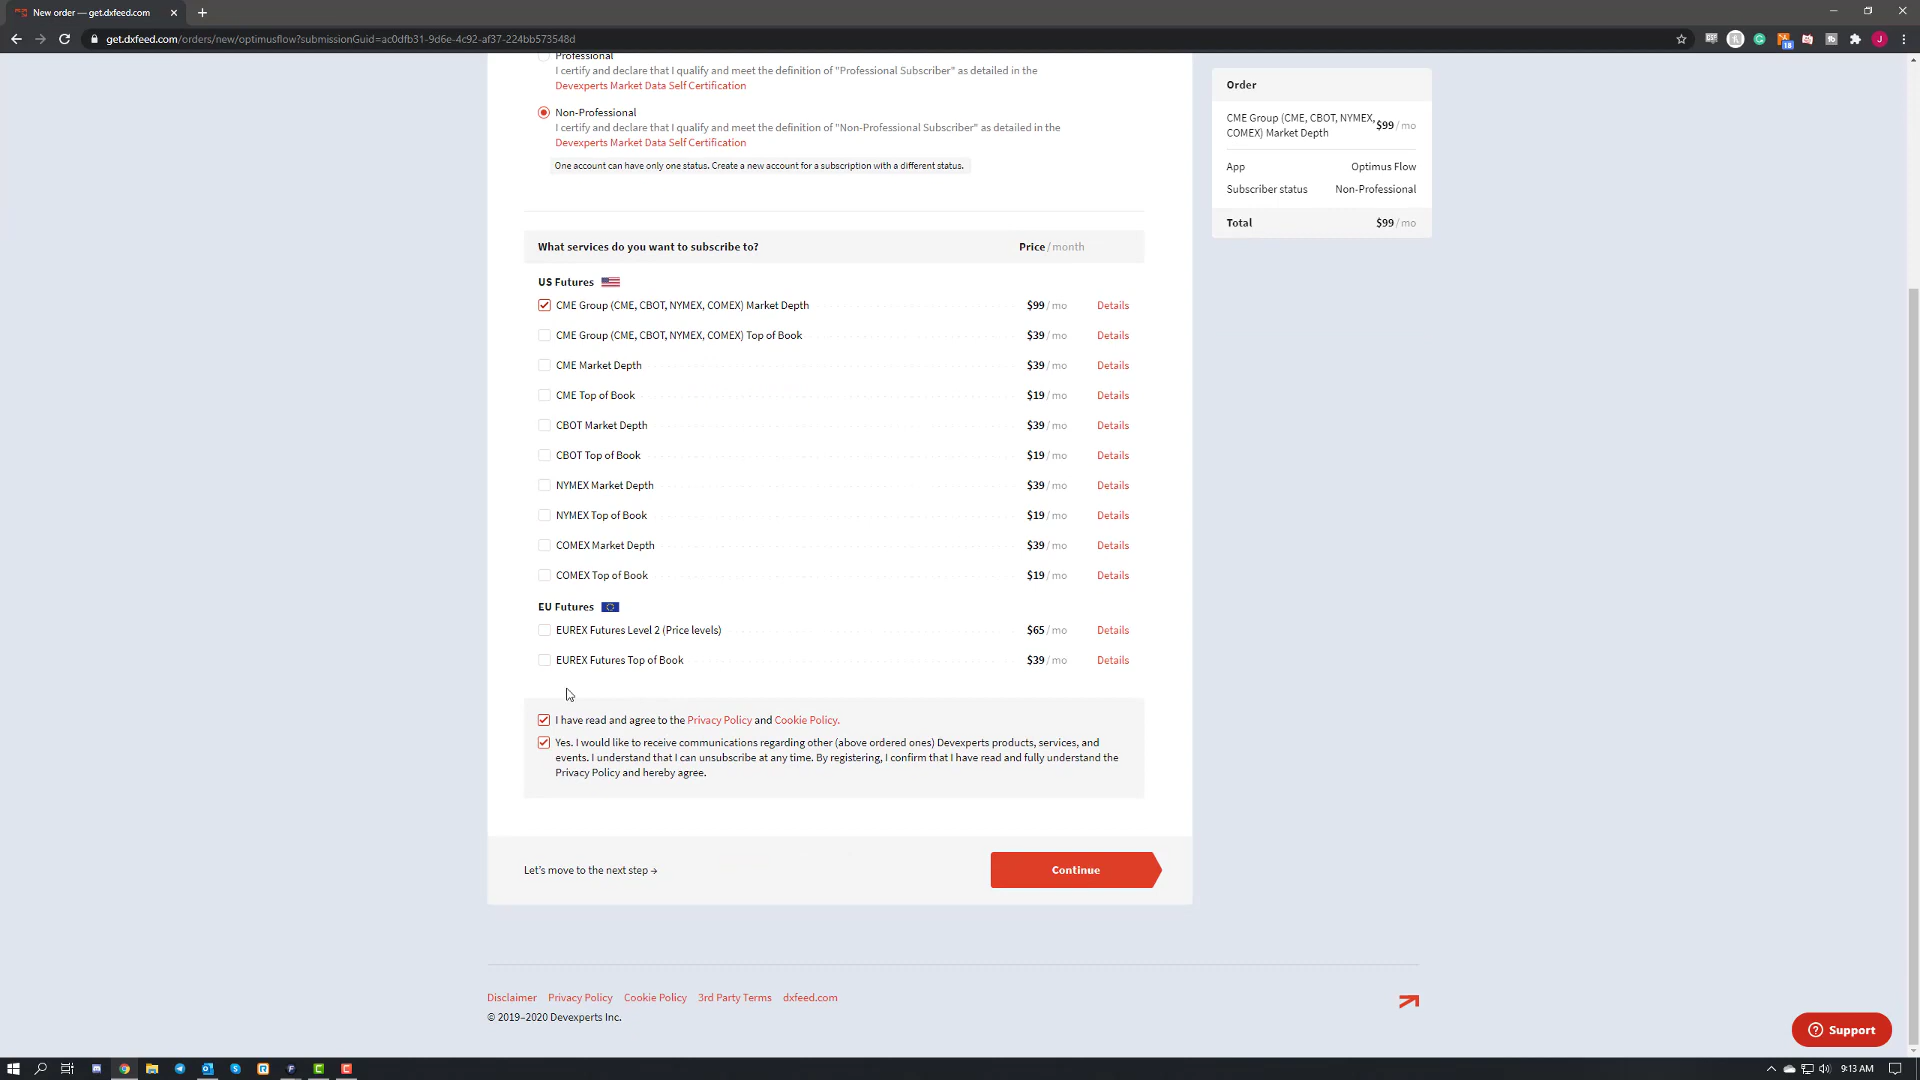 New order — get.dxfeed.com
get.dxfeed.com/orders/new/optimusflow?submissionGuid=ac0dfb31-9d6e-4c92-af37-224bb573548d
Professional
I certify and declare that I qualify and meet the definition of "Professional Subscriber" as detailed in the
Devexperts Market Data Self Certification
Non-Professional
I certify and declare that I qualify and meet the definition of "Non-Professional Subscriber" as detailed in the
Devexperts Market Data Self Certification
One account can have only one status. Create a new account for a subscription with a different status.
What services do you want to subscribe to? Price/month
US Futures
CME Group (CME, CBOT, NYMEX, COMEX) Market Depth $99/mo Details
CME Group (CME, CBOT, NYMEX, COMEX) Top of Book $39/mo Details
CME Market Depth $39/mo Details
CME Top of Book $19/mo Details
CBOT Market Depth $39/mo Details
CBOT Top of Book $19/mo Details
NYMEX Market Depth $39/mo Details
NYMEX Top of Book $19/mo Details
COMEX Market Depth $39/mo Details
COMEX Top of Book $19/mo Details
EU Futures
EUREX Futures Level 2 (Price levels) $65/mo Details
EUREX Futures Top of Book $39/mo Details
I have read and agree to the Privacy Policy and Cookie Policy.
Yes. I would like to receive communications regarding other (above ordered ones) Devexperts products, services, and
events. I understand that I can unsubscribe at any time. By registering, I confirm that I have read and fully understand the
Privacy Policy and hereby agree.
Let's move to the next step → Continue
Order
CME Group (CME, CBOT, NYMEX, $99/mo
COMEX) Market Depth
App Optimus Flow
Subscriber status Non-Professional
Total $99/mo
Disclaimer Privacy Policy Cookie Policy 3rd Party Terms dxfeed.com
© 2019–2020 Devexperts Inc.
Support
9:13 AM